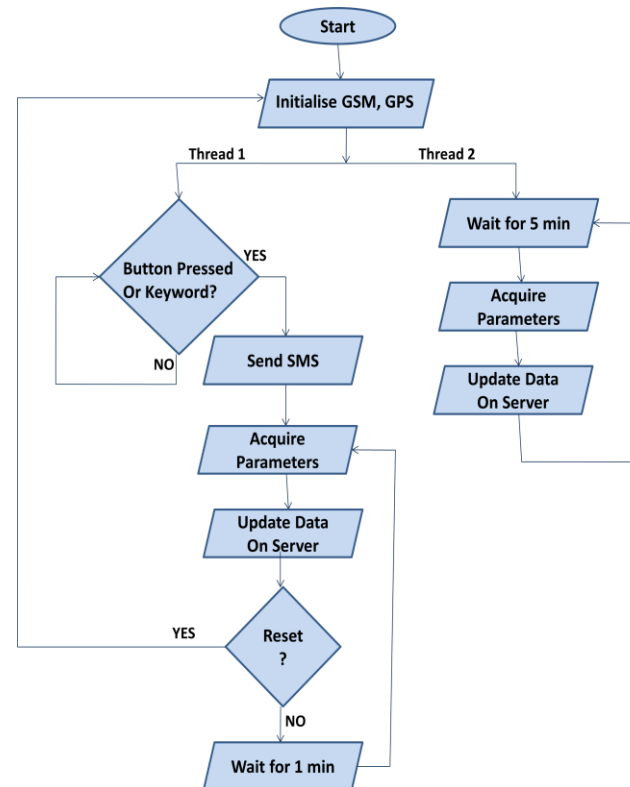 Start
Initialise GSM, GPS
Thread 1
Thread 2
Button Pressed
Or Keyword?
YES
NO
Wait for 5 min
Acquire
Parameters
Update Data
On Server
Send SMS
Acquire
Parameters
Update Data
On Server
Reset
?
YES
NO
Wait for 1 min